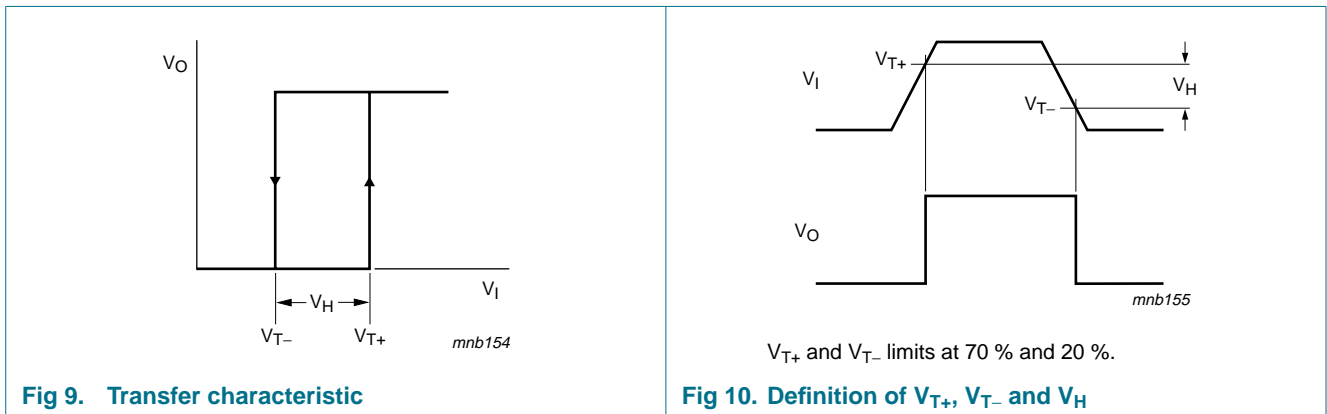 VO
VH
VI
VT− VT+
mnb154
Fig 9. Transfer characteristic
VT+
VI
VH
VT−
VO
mnb155
VT+ and VT− limits at 70 % and 20 %.
Fig 10. Definition of VT+, VT− and VH